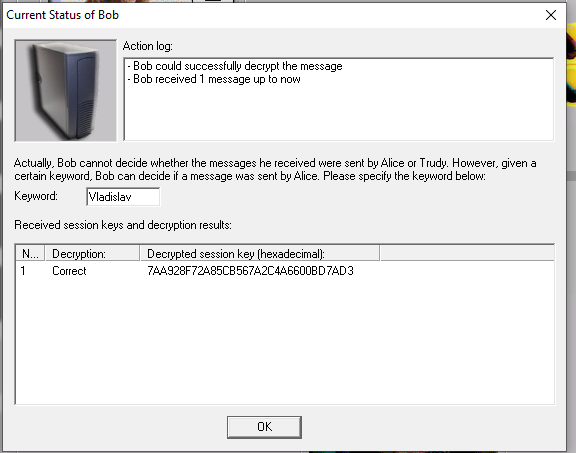 Current Status of Bob
Action log:
- Bob could successfully decrypt the message
- Bob received 1 message up to now
Actually, Bob cannot decide whether the messages he received were sent by Alice or Trudy. However, given a
certain keyword, Bob can decide if a message was sent by Alice. Please specify the keyword below:
Keyword: Vladislav
Received session keys and decryption results:
N... Decryption: Decrypted session key (hexadecimal):
1 Correct 7AA928F72A85CB567A2C4A6600BD7AD3
OK